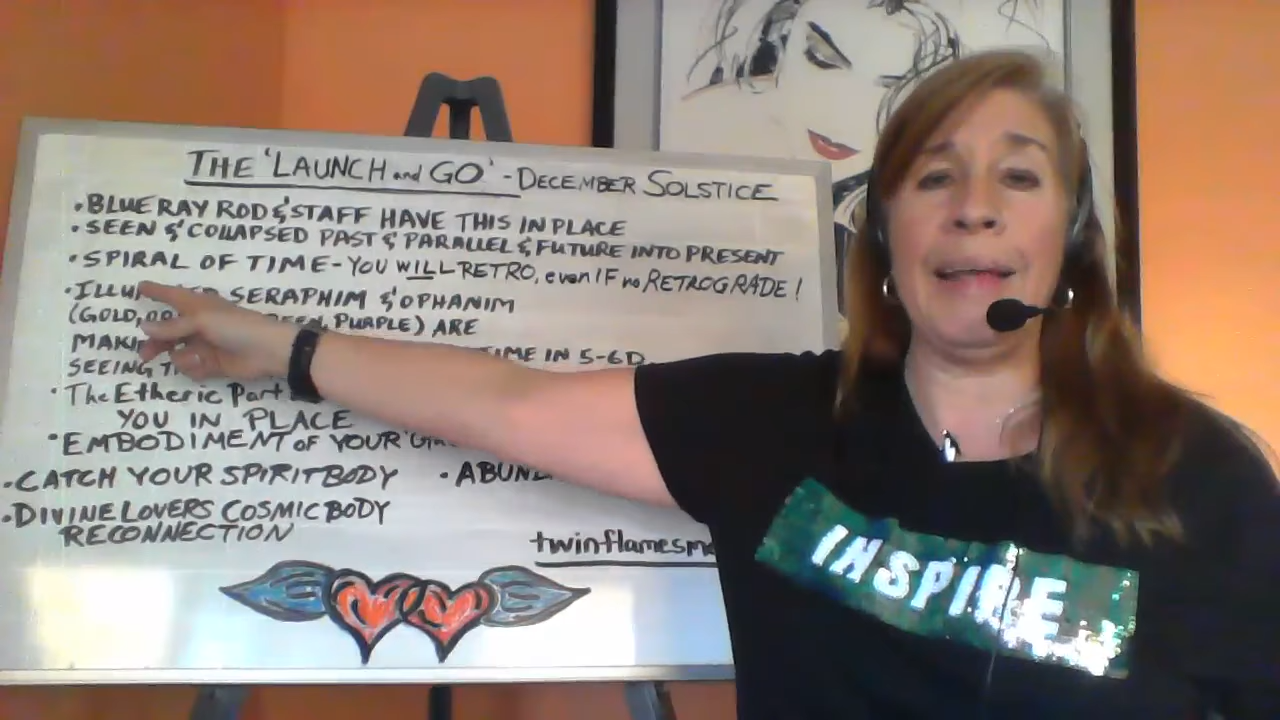 THE 'LAUNCH and GO' - DECEMBER SOLSTICE
• BLUE RAY ROD & STAFF HAVE THIS IN PLACE
• SEEN & COLLAPSED PAST & PARALLEL & FUTURE INTO PRESENT
• SPIRAL OF TIME - YOU WILL RETRO, even IF no RETROGRADE!
• SERAPHIM & OPHANIM
(GOLD, PURPLE) ARE
TIME IN 5-6D
SEEING
• The Etheric
YOU IN PLACE
• EMBODIMENT OF YOUR
• CATCH YOUR SPIRIT BODY
•
• DIVINE LOVERS COSMIC BODY
RECONNECTION
INSPIRE